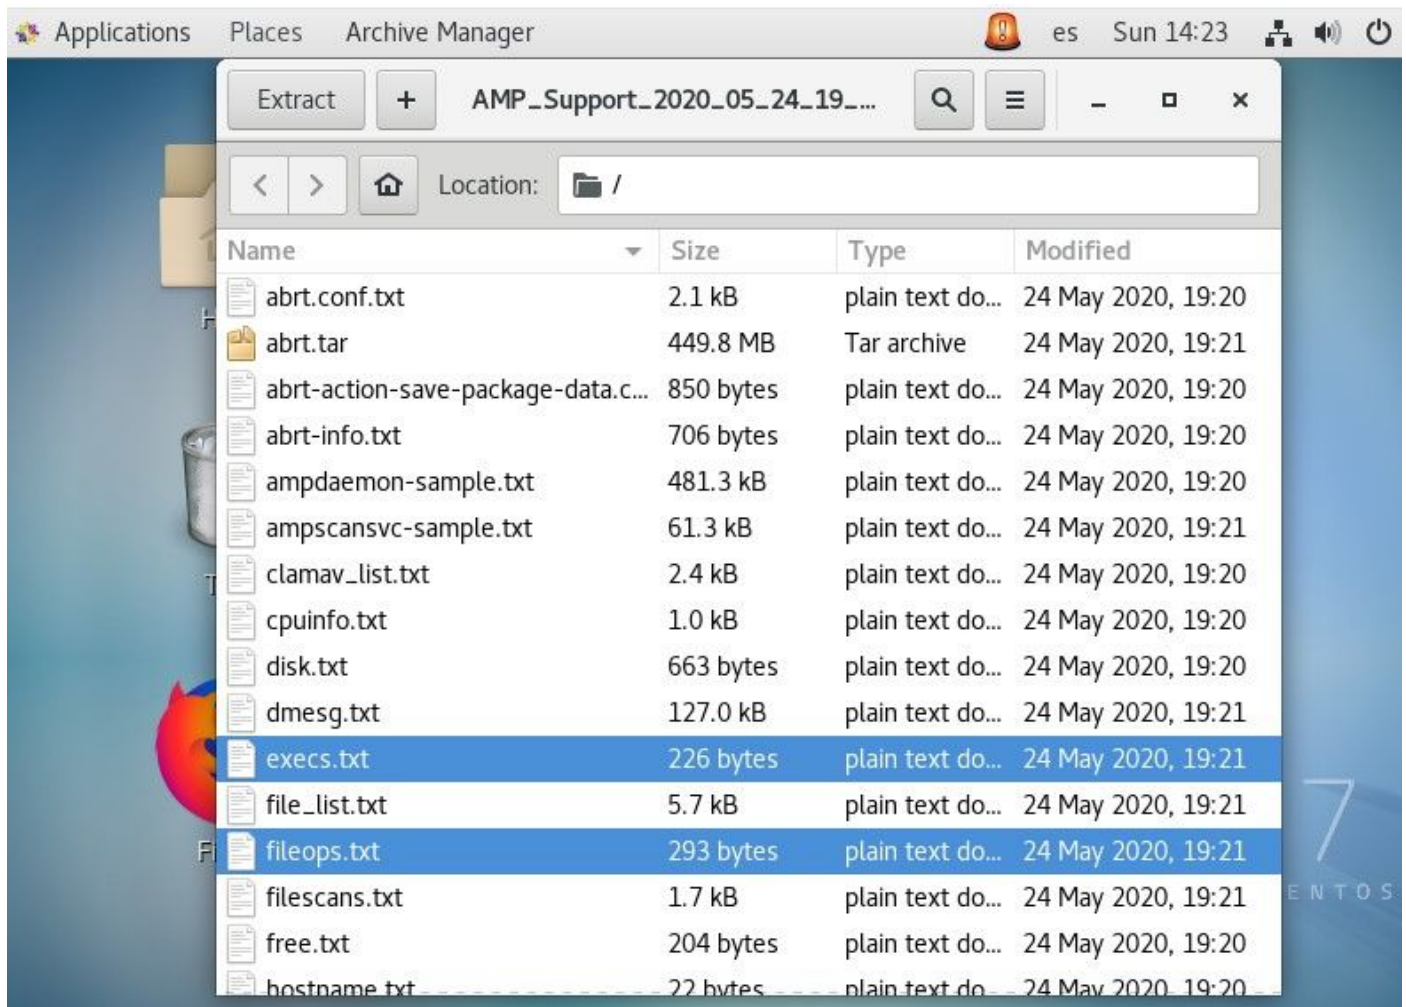 Applications Places Archive Manager es Sun 14:23
Extract + AMP_Support_2020_05_24_19_...
Location: /
Name Size Type Modified
abrt.conf.txt 2.1 kB plain text do... 24 May 2020, 19:20
abrt.tar 449.8 MB Tar archive 24 May 2020, 19:21
abrt-action-save-package-data.c... 850 bytes plain text do... 24 May 2020, 19:20
abrt-info.txt 706 bytes plain text do... 24 May 2020, 19:20
ampdaemon-sample.txt 481.3 kB plain text do... 24 May 2020, 19:20
ampscansvc-sample.txt 61.3 kB plain text do... 24 May 2020, 19:21
clamav_list.txt 2.4 kB plain text do... 24 May 2020, 19:20
cpuinfo.txt 1.0 kB plain text do... 24 May 2020, 19:20
disk.txt 663 bytes plain text do... 24 May 2020, 19:20
dmesg.txt 127.0 kB plain text do... 24 May 2020, 19:21
execs.txt 226 bytes plain text do... 24 May 2020, 19:21
file_list.txt 5.7 kB plain text do... 24 May 2020, 19:21
7
fileops.txt 293 bytes plain text do... 24 May 2020, 19:21
filescans.txt 1.7 kB plain text do... 24 May 2020, 19:21
ENTOS
free.txt 204 bytes plain text do... 24 May 2020, 19:20
hostname.txt 22 bytes plain text do... 24 May 2020, 19:20